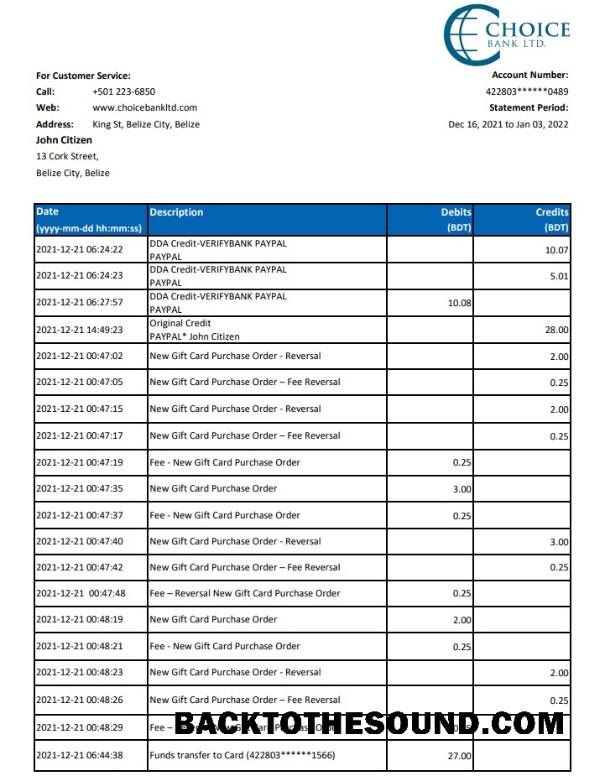 CHOICE
BANK LTD.
For Customer Service:
Call: +501 223-6850
Web: www.choicebankltd.com
Address: King St, Belize City, Belize
John Citizen
13 Cork Street,
Belize City, Belize
Account Number:
422803******0489
Statement Period:
Dec 16, 2021 to Jan 03, 2022
Date (yyyy-mm-dd hh:mm:ss) Description Debits (BDT) Credits (BDT)
2021-12-21 06:24:22 DDA Credit-VERIFYBANK PAYPAL PAYPAL 10.07
2021-12-21 06:24:23 DDA Credit-VERIFYBANK PAYPAL PAYPAL 5.01
2021-12-21 06:27:57 DDA Credit-VERIFYBANK PAYPAL PAYPAL 10.08
2021-12-21 14:49:23 Original Credit PAYPAL* John Citizen 28.00
2021-12-21 00:47:02 New Gift Card Purchase Order - Reversal 2.00
2021-12-21 00:47:05 New Gift Card Purchase Order – Fee Reversal 0.25
2021-12-21 00:47:15 New Gift Card Purchase Order - Reversal 2.00
2021-12-21 00:47:17 New Gift Card Purchase Order – Fee Reversal 0.25
2021-12-21 00:47:19 Fee - New Gift Card Purchase Order 0.25
2021-12-21 00:47:35 New Gift Card Purchase Order 3.00
2021-12-21 00:47:37 Fee - New Gift Card Purchase Order 0.25
2021-12-21 00:47:40 New Gift Card Purchase Order - Reversal 3.00
2021-12-21 00:47:42 New Gift Card Purchase Order – Fee Reversal 0.25
2021-12-21 00:47:48 Fee – Reversal New Gift Card Purchase Order 0.25
2021-12-21 00:48:19 New Gift Card Purchase Order 2.00
2021-12-21 00:48:21 Fee - New Gift Card Purchase Order 0.25
2021-12-21 00:48:23 New Gift Card Purchase Order - Reversal 2.00
2021-12-21 00:48:26 New Gift Card Purchase Order – Fee Reversal 0.25
2021-12-21 00:48:29 Fee –
BACKTOTHESOUND.COM
2021-12-21 06:44:38 Funds transfer to Card (422803******1566) 27.00